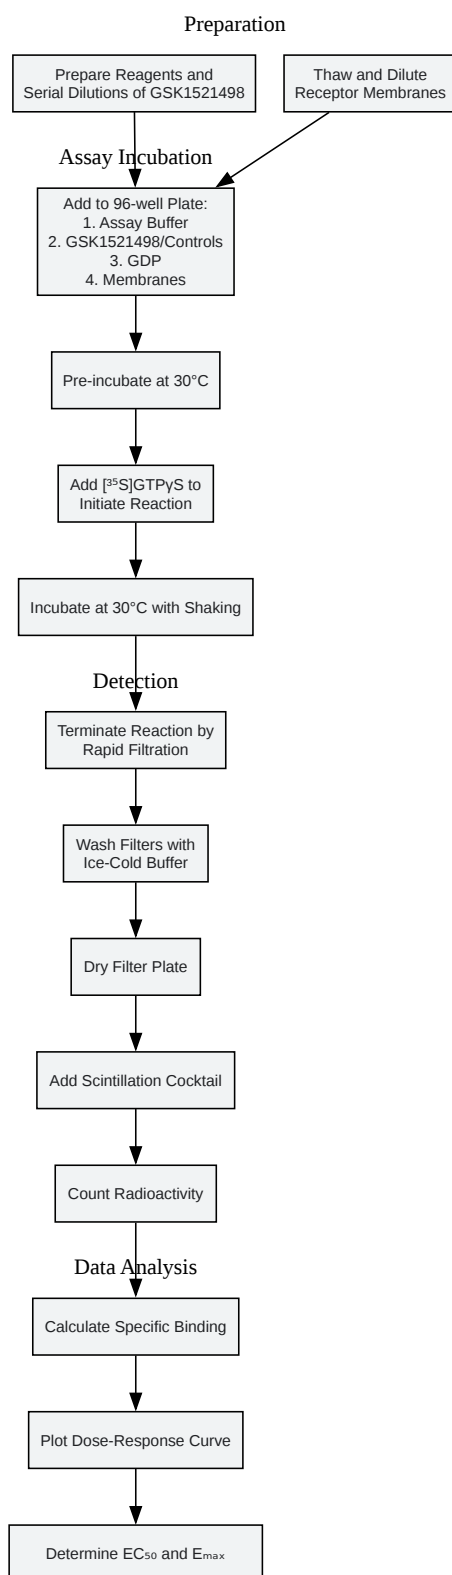 Preparation
Prepare Reagents and
Serial Dilutions of GSK1521498
Thaw and Dilute
Receptor Membranes
Assay Incubation
Add to 96-well Plate:
1. Assay Buffer
2. GSK1521498/Controls
3. GDP
4. Membranes
Pre-incubate at 30°C
Add [³⁵S]GTPγS to
Initiate Reaction
Incubate at 30°C with Shaking
Detection
Terminate Reaction by
Rapid Filtration
Wash Filters with
Ice-Cold Buffer
Dry Filter Plate
Add Scintillation Cocktail
Count Radioactivity
Data Analysis
Calculate Specific Binding
Plot Dose-Response Curve
Determine EC₅₀ and Eₘₐₓ